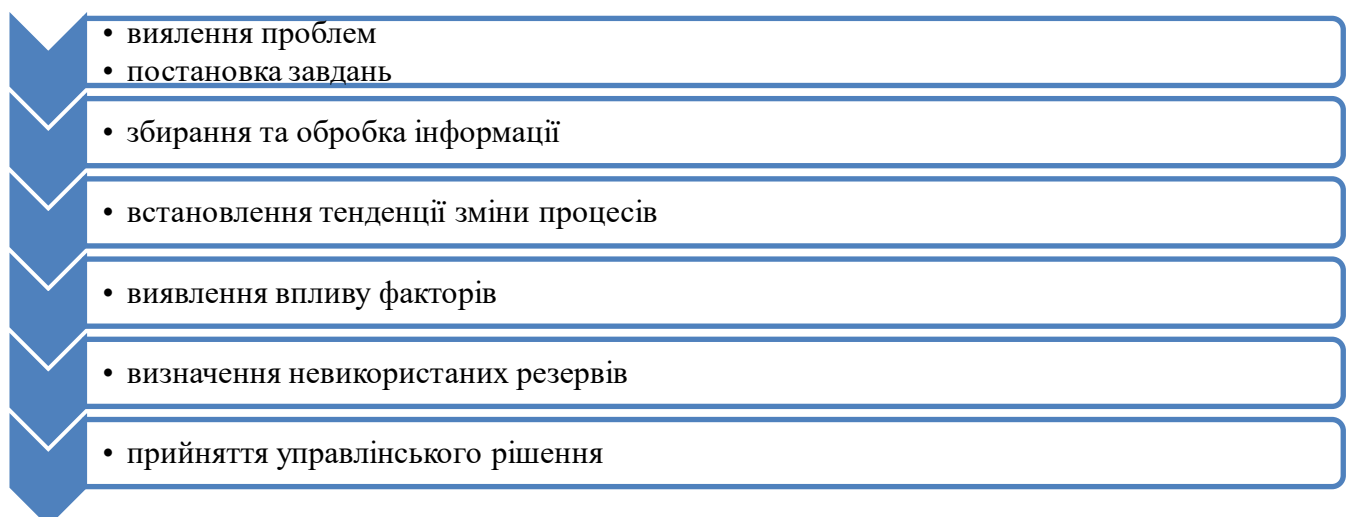 • виялення проблем
• постановка завдань
• збирання та обробка інформації
• встановлення тенденції зміни процесів
• виявлення впливу факторів
• визначення невикористаних резервів
• прийняття управлінського рішення